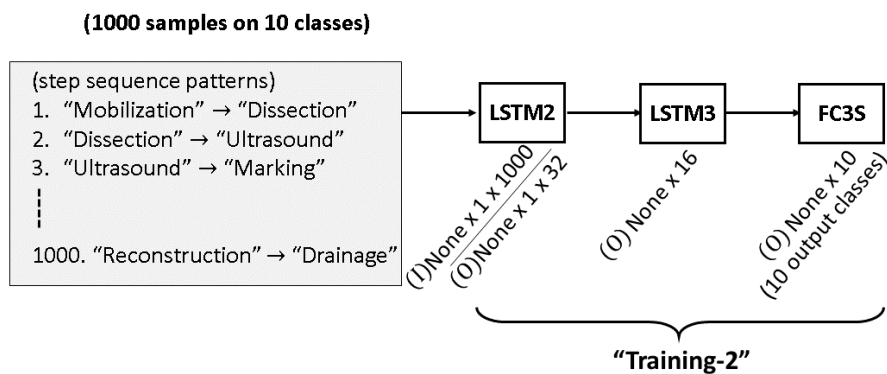 (1000 samples on 10 classes)
(step sequence patterns)
1. “Mobilization” → “Dissection”
2. “Dissection” → “Ultrasound”
3. “Ultrasound” → “Marking”
1000. “Reconstruction” → “Drainage”
LSTM2
LSTM3
FC3S
(I)None x 1 x 1000
(O)None x 1 x 32
(O) None x 16
(O) None x 10
(10 output classes)
“Training-2”